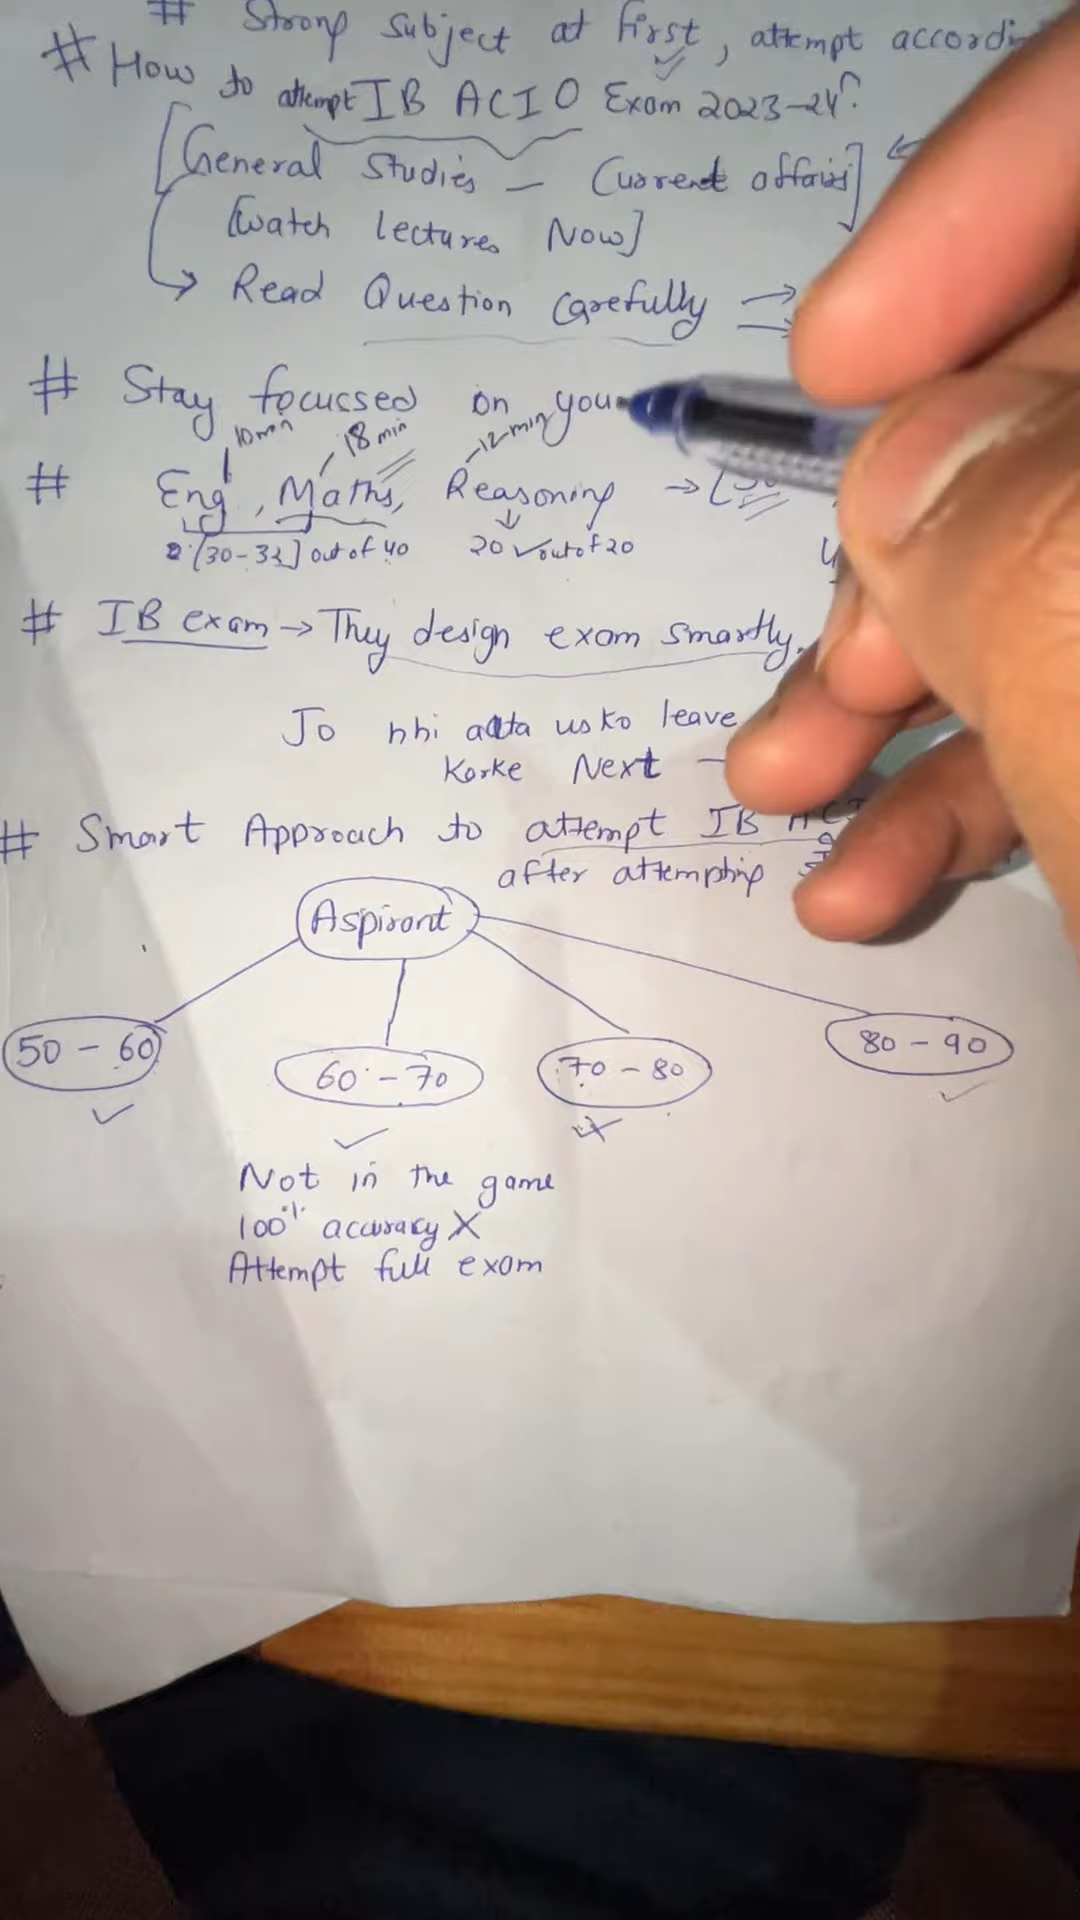 # Strong subject at first, attempt
# How to attempt IB ACIO Exam 2023-24?
[General Studies - Current affairs]
[Watch lectures Now]
→ Read Question Carefully →
# Stay focussed on you
10 min 18 min 12 min
# Eng, Maths, Reasoning →
[30-32] out of 40 20 ✓ out of 20
# IB exam → They design exam smartly.
Jo nhi aata usko leave
Karke Next -
# Smart Approach to attempt IB
after attempting
Aspirant
50 - 60 60 - 70 70 - 80 80 - 90
Not in the game
100% accuracy X
Attempt full exam